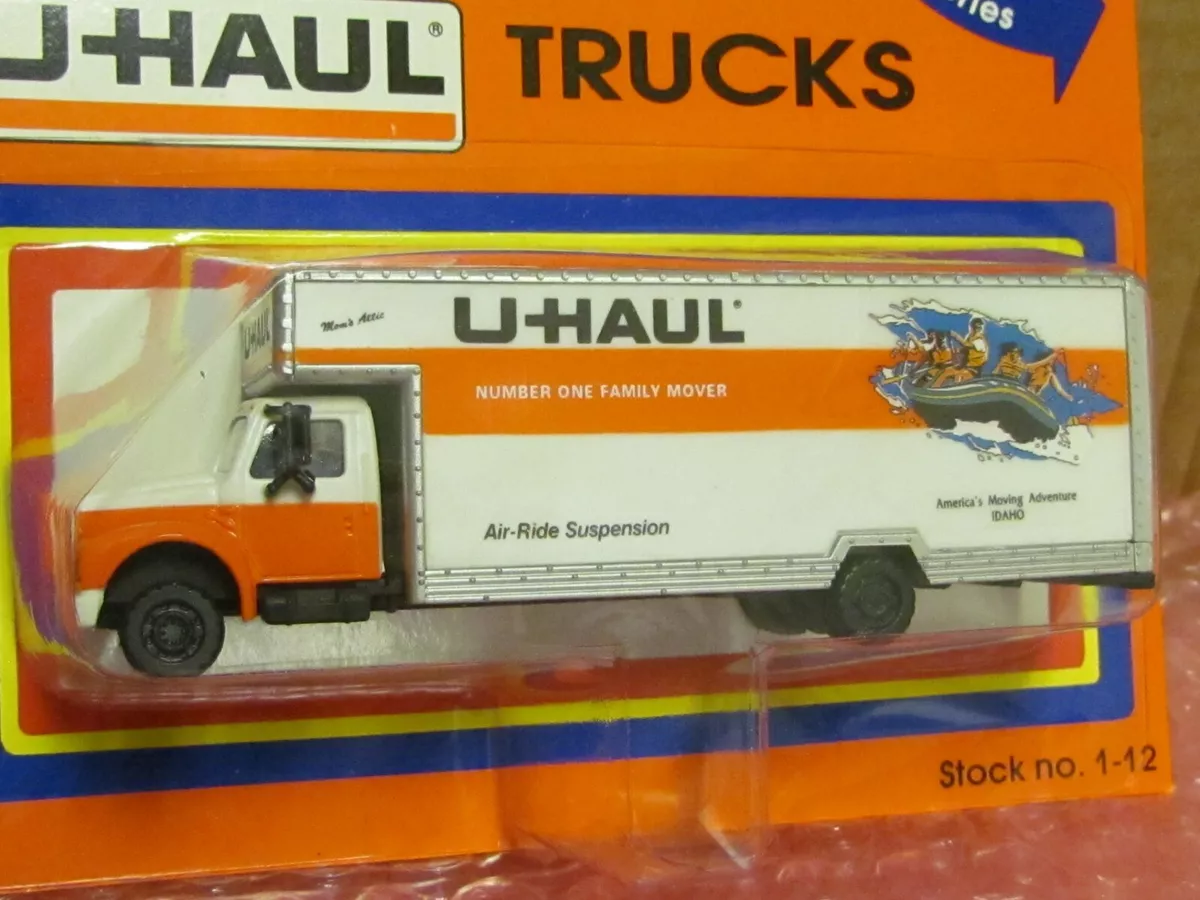 U-HAUL® TRUCKS
Mom's Attic
U-HAUL®
U-HAUL
NUMBER ONE FAMILY MOVER
Air-Ride Suspension
America's Moving Adventure
IDAHO
Stock no. 1-12